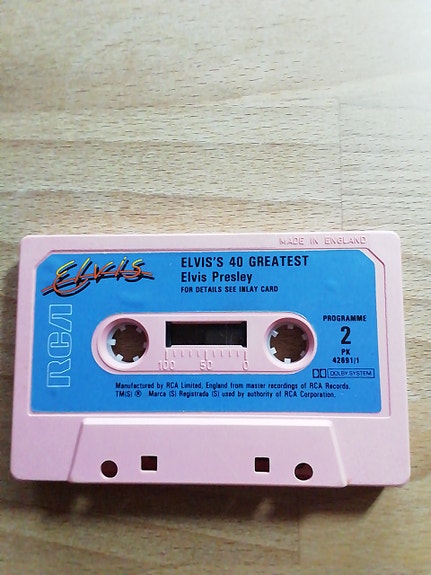 MADE IN ENGLAND
ELVIS
ELVIS'S 40 GREATEST
Elvis Presley
FOR DETAILS SEE INLAY CARD
RCA
PROGRAMME
2
PK
42691/1
100 50 0
DOLBY SYSTEM
Manufactured by RCA Limited, England from master recordings of RCA Records.
TM(S) ® Marca (S) Registrada (S) used by authority of RCA Corporation.